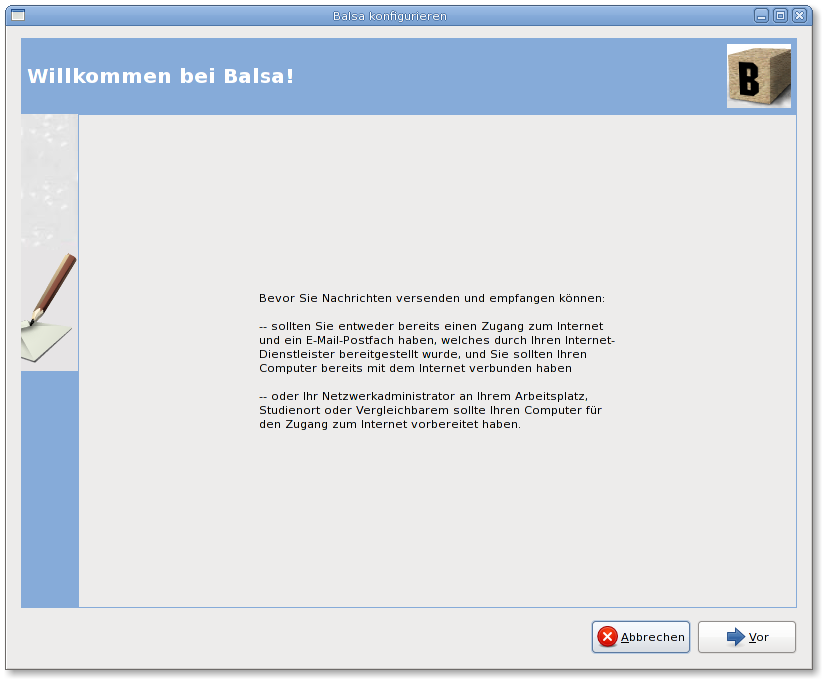 Balsa konfigurieren
Willkommen bei Balsa!
B
Bevor Sie Nachrichten versenden und empfangen können:
-- sollten Sie entweder bereits einen Zugang zum Internet
und ein E-Mail-Postfach haben, welches durch Ihren Internet-
Dienstleister bereitgestellt wurde, und Sie sollten Ihren
Computer bereits mit dem Internet verbunden haben
-- oder Ihr Netzwerkadministrator an Ihrem Arbeitsplatz,
Studienort oder Vergleichbarem sollte Ihren Computer für
den Zugang zum Internet vorbereitet haben.
Abbrechen
Vor